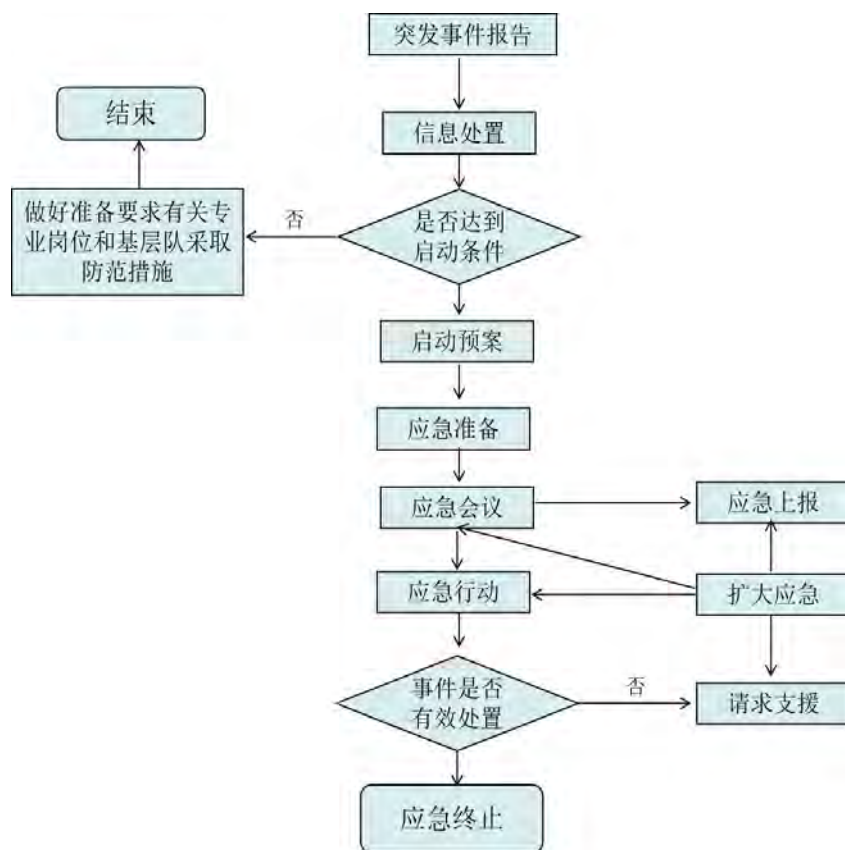 突发事件报告
结束
信息处置
做好准备要求有关专
业岗位和基层队采取
防范措施
否
是否达到
启动条件
启动预案
应急准备
应急会议
应急上报
应急行动
扩大应急
事件是否
有效处置
否
请求支援
应急终止